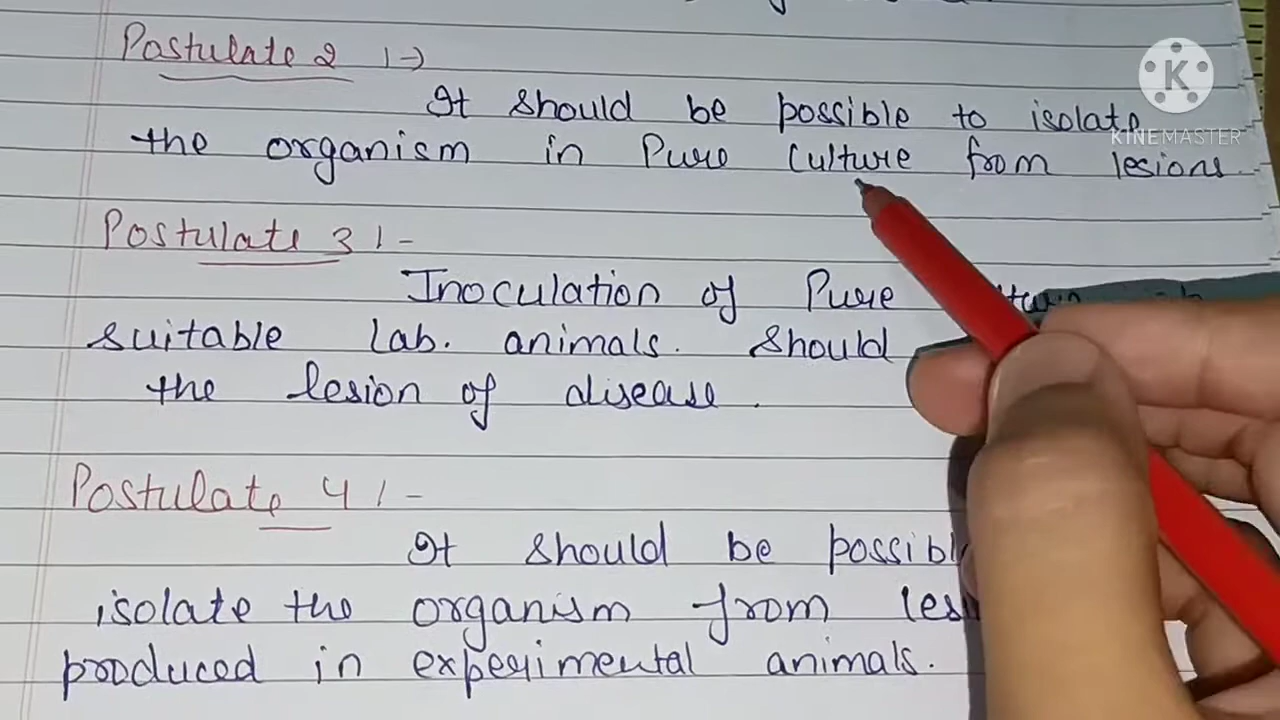 Postulate 2 :->
It should be possible to isolate
the organism in Pure Culture from lesions.
Postulate 3 :-
Inoculation of Pure
suitable lab. animals. Should
the lesion of disease.
Postulate 4 :-
It should be
isolate the organism from
produced in experimental animals.
K
KINEMASTER